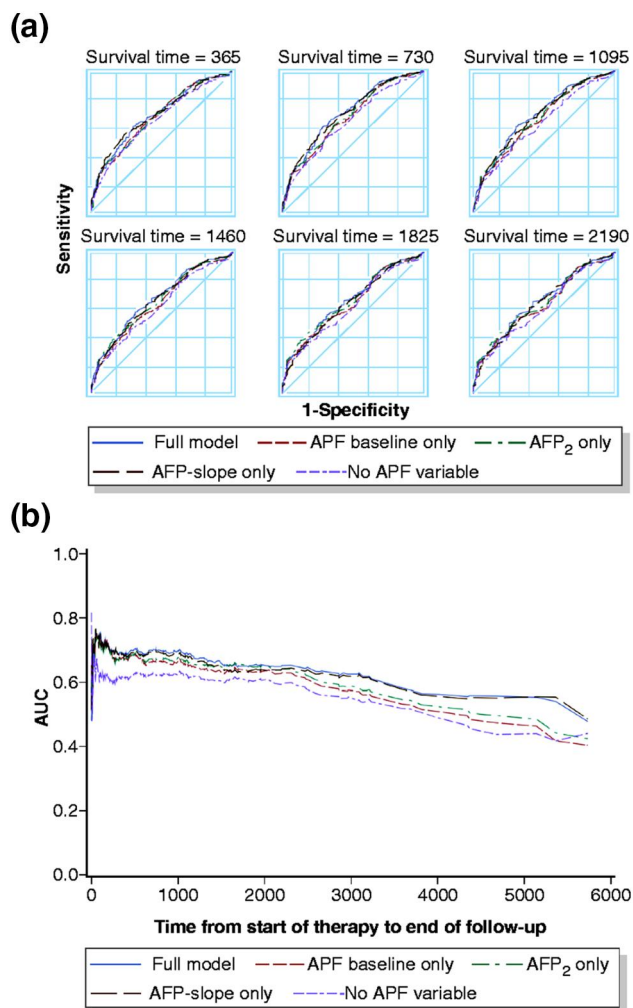 (a)
Survival time = 365
Survival time = 730
Survival time = 1095
Sensitivity
Survival time = 1460
Survival time = 1825
Survival time = 2190
1-Specificity
Full model
APF baseline only
AFP2 only
AFP-slope only
No APF variable
(b)
1.0
0.8
0.6
0.4
0.2
0.0
AUC
0
1000
2000
3000
4000
5000
6000
Time from start of therapy to end of follow-up
Full model
APF baseline only
AFP2 only
AFP-slope only
No APF variable